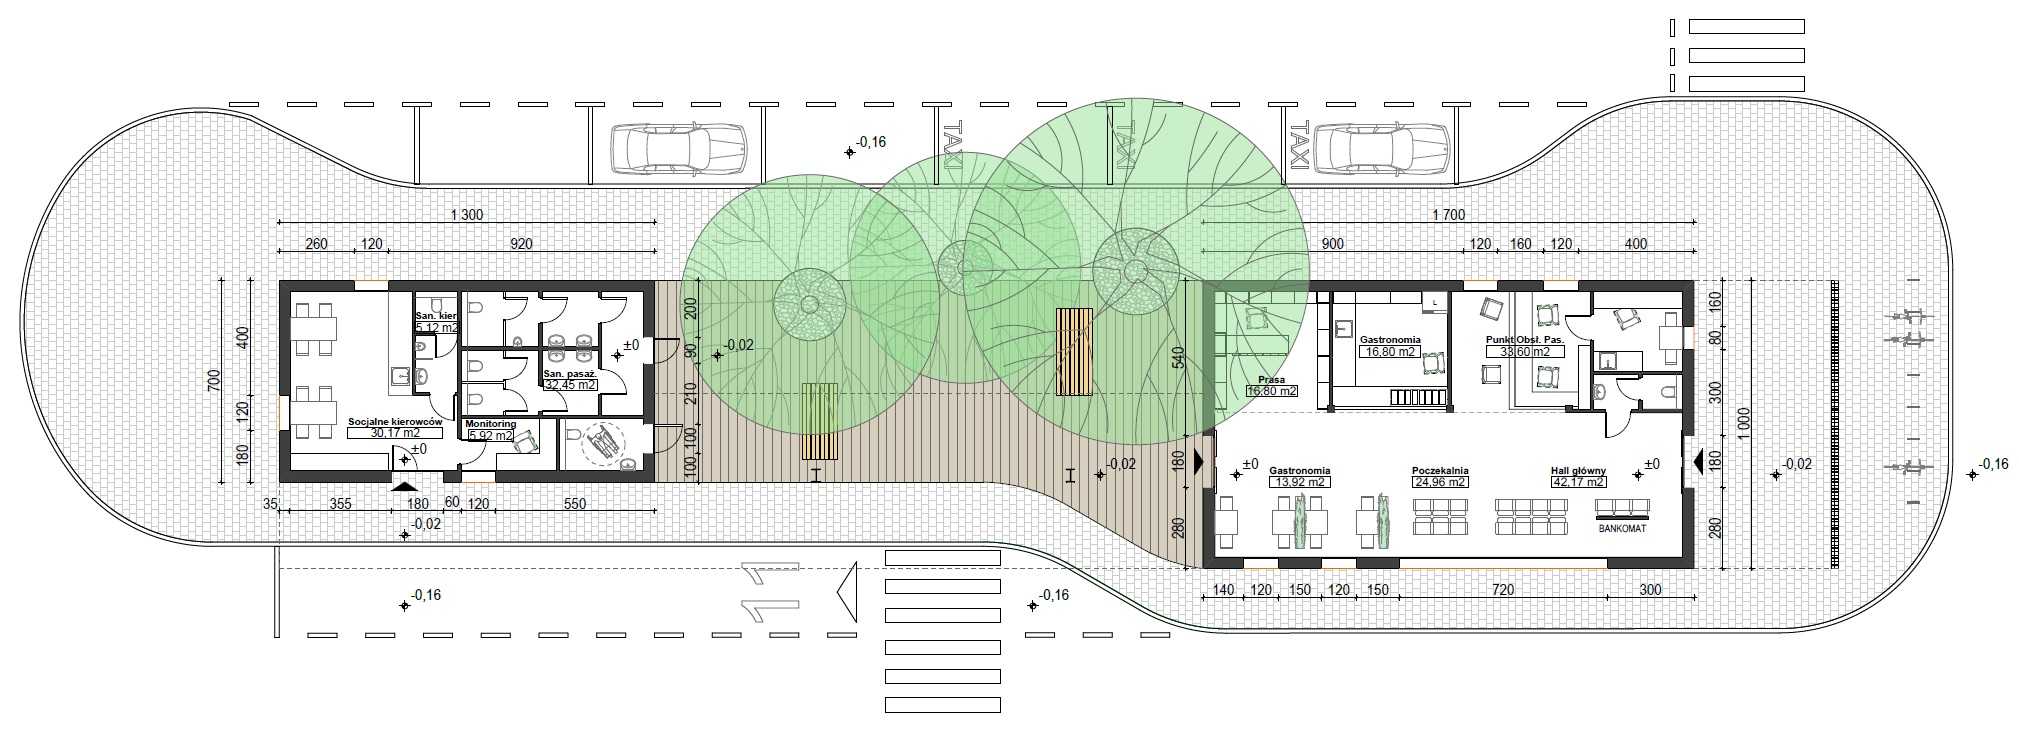 -0,16
TAXI
TAXI
TAXI
1 300
260
120
920
1 700
900
120
160
120
400
700
400
120
180
San. kier.
5,12 m2
San. pasaż.
32,45 m2
±0
Socjalne kierowców
30,17 m2
±0
Monitoring
5,92 m2
200
90
210
100
100
-0,02
35
355
180
60
120
550
-0,02
540
180
280
-0,02
Prasa
16,80 m2
Gastronomia
16,80 m2
L
Punkt Obsł. Pas.
33,60 m2
±0
Gastronomia
13,92 m2
Poczekalnia
24,96 m2
Hall główny
42,17 m2
±0
BANKOMAT
160
80
300
180
280
1 000
-0,02
-0,16
140
120
150
120
150
720
300
-0,16
11
-0,16